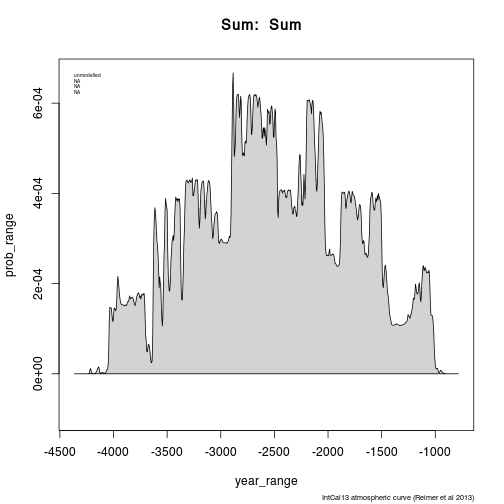 Sum:  Sum
unmodelled
NA
NA
NA
prob_range
6e-04
4e-04
2e-04
0e+00
-4500 -4000 -3500 -3000 -2500 -2000 -1500 -1000
year_range
IntCal13 atmospheric curve (Reimer et al 2013)